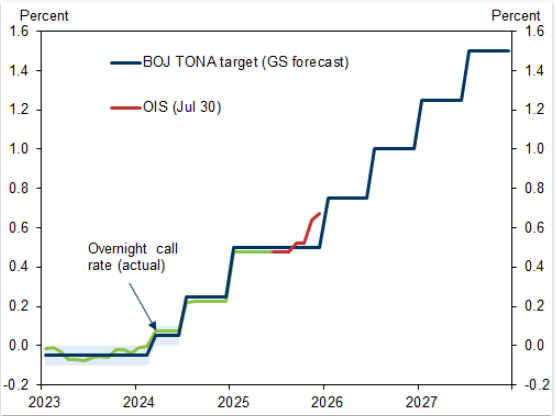 Percent Percent
1.6 1.6
BOJ TONA target (GS forecast)
1.4 1.4
OIS (Jul 30)
1.2 1.2
1.0 1.0
0.8 0.8
0.6 0.6
Overnight call
rate (actual)
0.4 0.4
0.2 0.2
0.0 0.0
-0.2 -0.2
2023 2024 2025 2026 2027